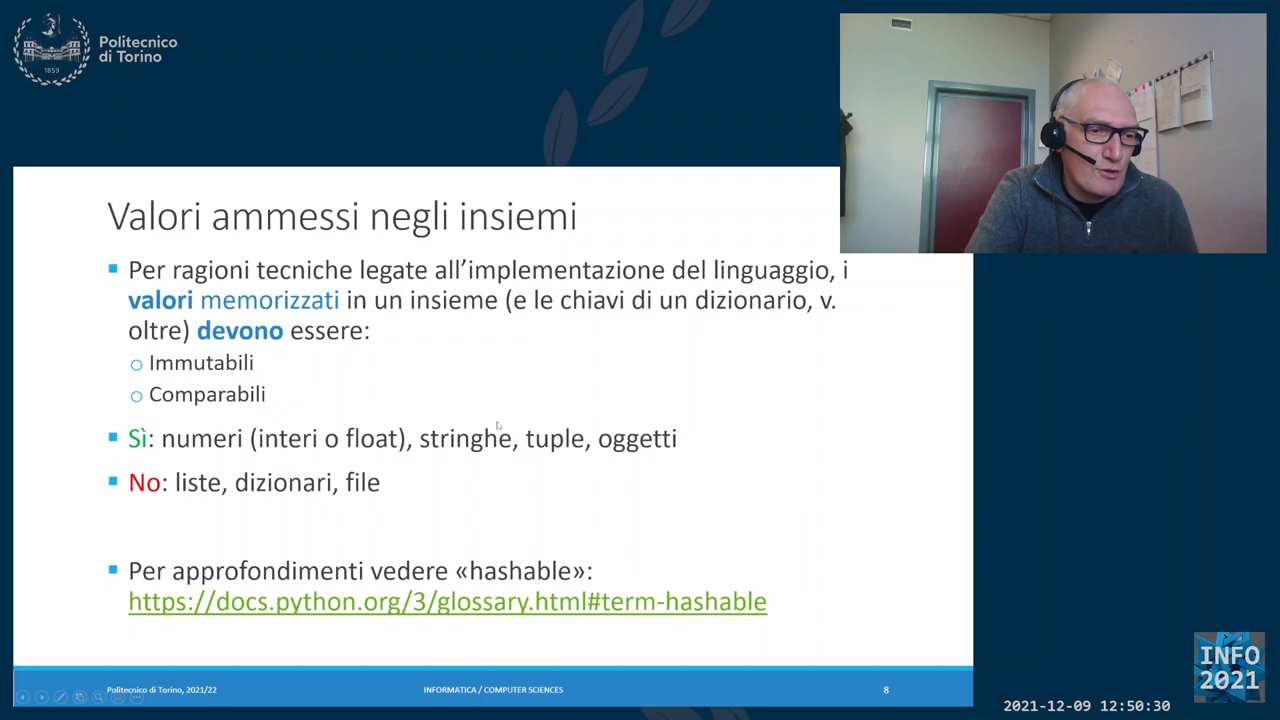 Politecnico
di Torino
1859
Valori ammessi negli insiemi
Per ragioni tecniche legate all'implementazione del linguaggio, i
valori memorizzati in un insieme (e le chiavi di un dizionario, v.
oltre) devono essere:
Immutabili
Comparabili
Sì: numeri (interi o float), stringhe, tuple, oggetti
No: liste, dizionari, file
Per approfondimenti vedere «hashable»:
https://docs.python.org/3/glossary.html#term-hashable
Politecnico di Torino, 2021/22
INFORMATICA / COMPUTER SCIENCES
8
INFO
2021
2021-12-09 12:50:30